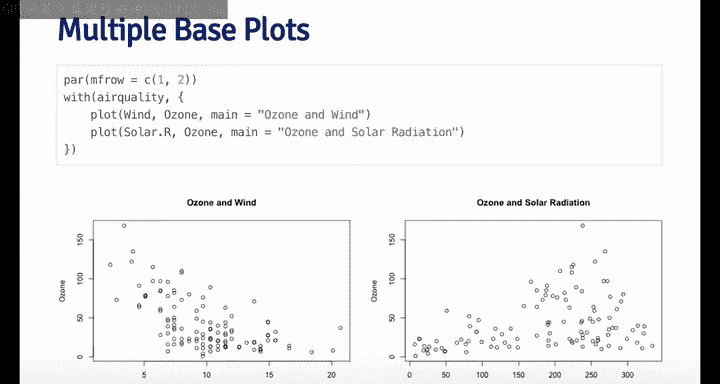 Multiple Base Plots
par(mfrow = c(1, 2))
with(airquality, {
    plot(Wind, Ozone, main = "Ozone and Wind")
    plot(Solar.R, Ozone, main = "Ozone and Solar Radiation")
})
Ozone and Wind
Ozone
0 50 100 150
5 10 15 20
Ozone and Solar Radiation
Ozone
0 50 100 150
0 50 100 150 200 250 300